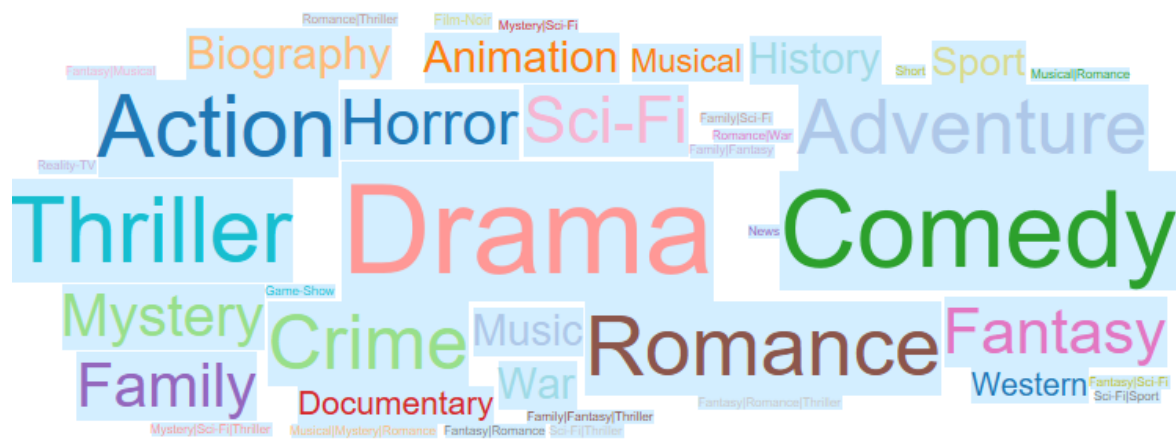 Romance|Thriller
Film-Noir
Mystery|Sci-Fi
Biography
Animation
Musical
History
Short
Sport
Musical|Romance
Fantasy|Musical
Action
Horror
Sci-Fi
Family|Sci-Fi
Romance|War
Family|Fantasy
Adventure
Reality-TV
Thriller
Drama
News
Comedy
Mystery
Game-Show
Crime
Music
Romance
Fantasy
Family
War
Western
Fantasy|Sci-Fi
Sci-Fi|Sport
Documentary
Fantasy|Romance|Thriller
Family|Fantasy|Thriller
Mystery|Sci-Fi|Thriller
Musical|Mystery|Romance
Fantasy|Romance
Sci-Fi|Thriller